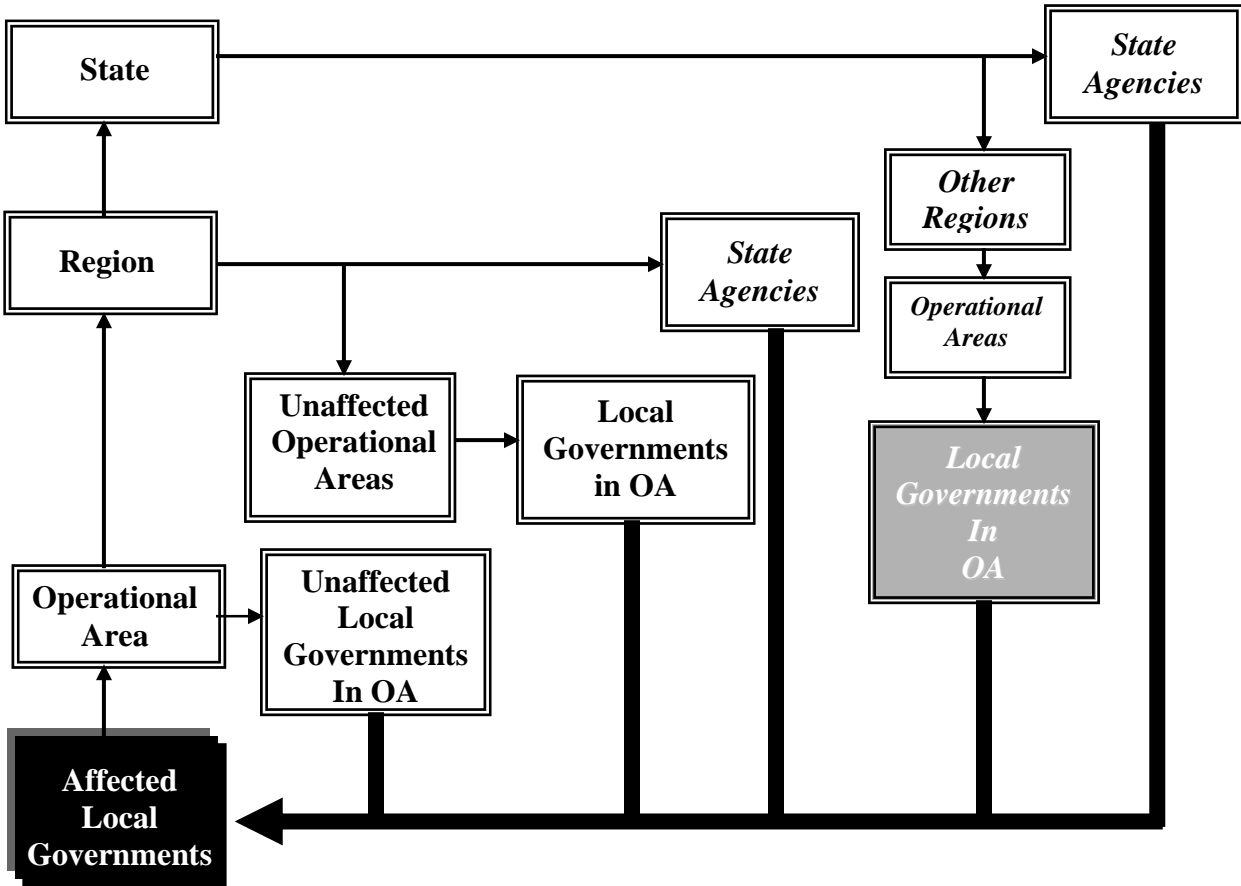 State
State
Agencies
Other
Regions
Region
State
Agencies
Operational
Areas
Unaffected
Operational
Areas
Local
Governments
in OA
Local
Governments
In
OA
Operational
Area
Unaffected
Local
Governments
In OA
Affected
Local
Governments